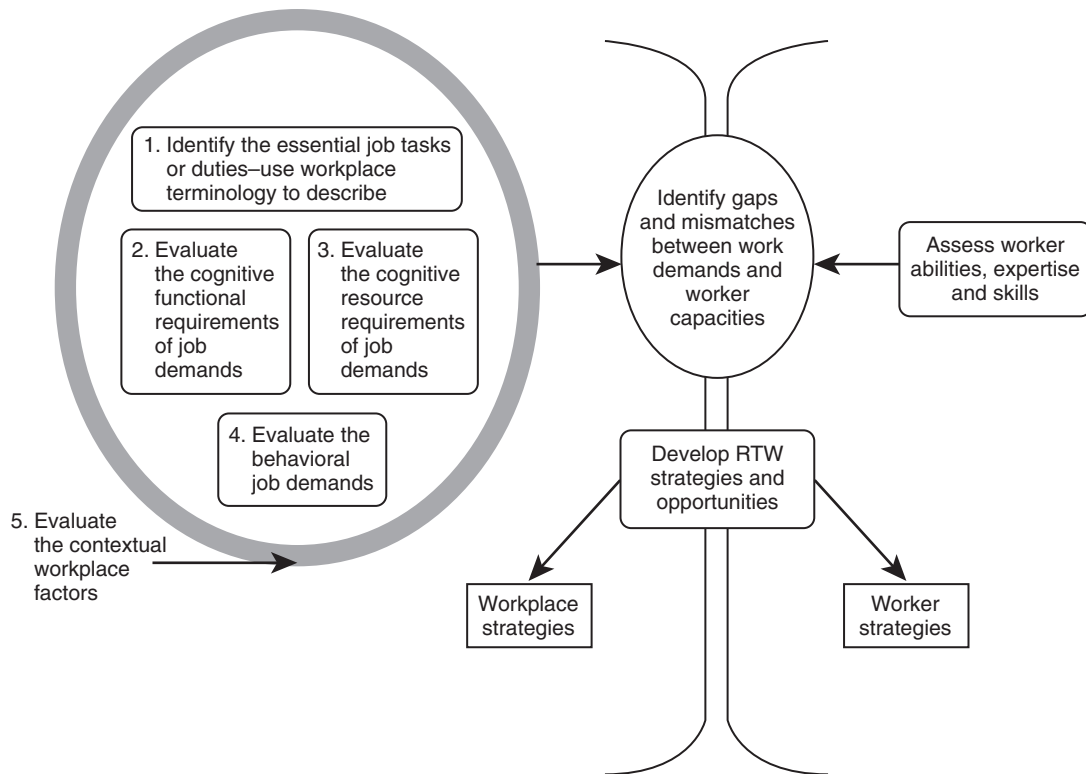 1. Identify the essential job tasks
or duties–use workplace
terminology to describe
2. Evaluate
the cognitive
functional
requirements
of job
demands
3. Evaluate
the cognitive
resource
requirements
of job
demands
4. Evaluate the
behavioral
job demands
5. Evaluate
the contextual
workplace
factors
Identify gaps
and mismatches
between work
demands and
worker
capacities
Assess worker
abilities, expertise
and skills
Develop RTW
strategies and
opportunities
Workplace
strategies
Worker
strategies